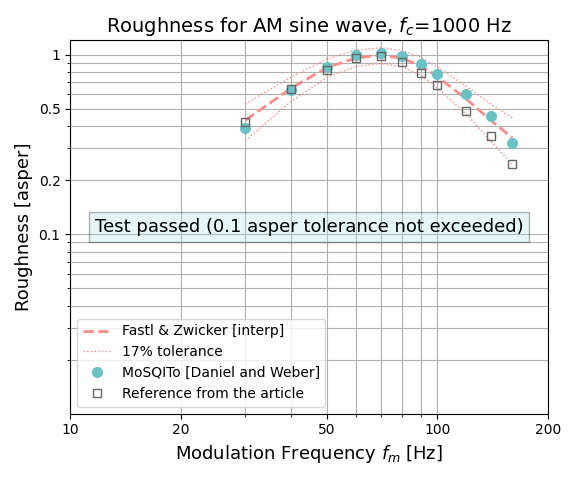 Roughness for AM sine wave, f_c=1000 Hz
Roughness [asper]
1
0.5
0.2
0.1
Test passed (0.1 asper tolerance not exceeded)
Fastl & Zwicker [interp]
17% tolerance
MoSQITo [Daniel and Weber]
Reference from the article
10
20
50
100
200
Modulation Frequency f_m [Hz]